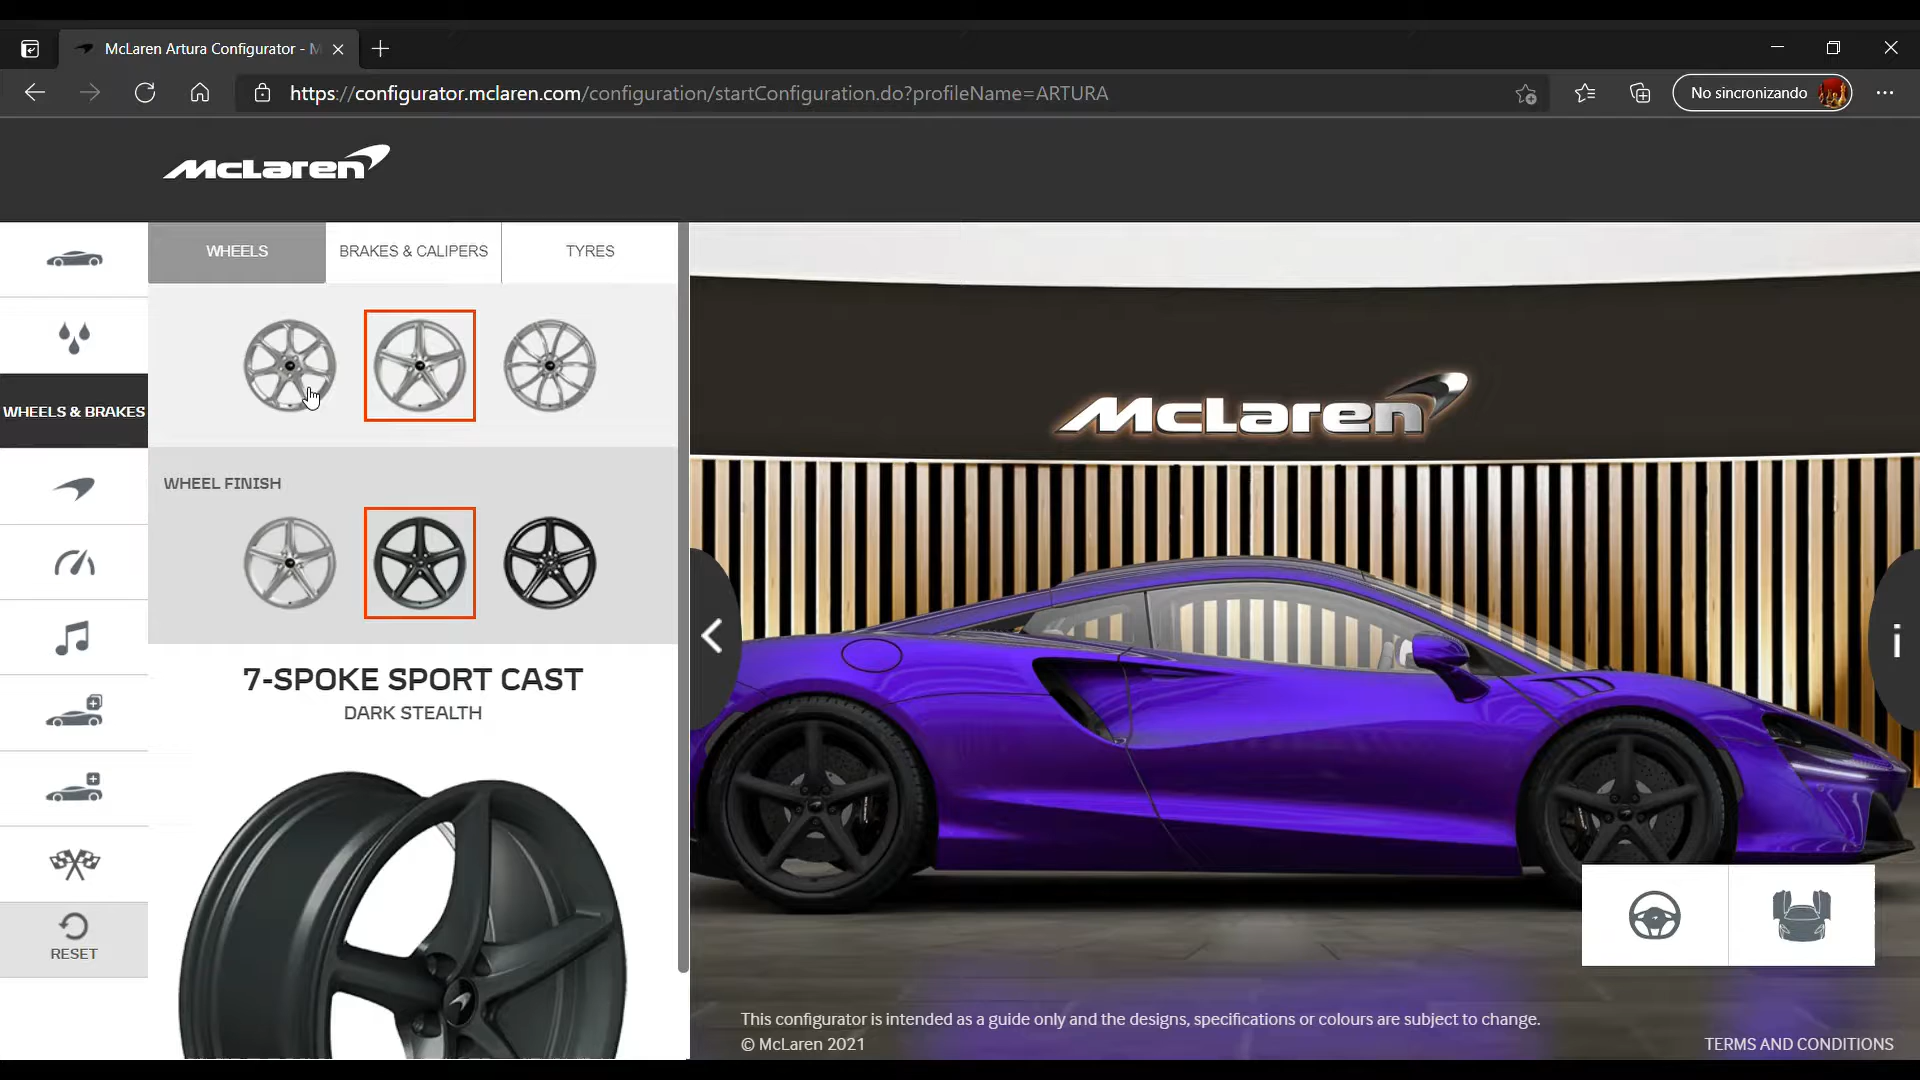 McLaren Artura Configurator - M
https://configurator.mclaren.com/configuration/startConfiguration.do?profileName=ARTURA
No sincronizando
McLaren
WHEELS
BRAKES & CALIPERS
TYRES
WHEELS & BRAKES
WHEEL FINISH
7-SPOKE SPORT CAST
DARK STEALTH
RESET
McLaren
i
This configurator is intended as a guide only and the designs, specifications or colours are subject to change.
© McLaren 2021
TERMS AND CONDITIONS